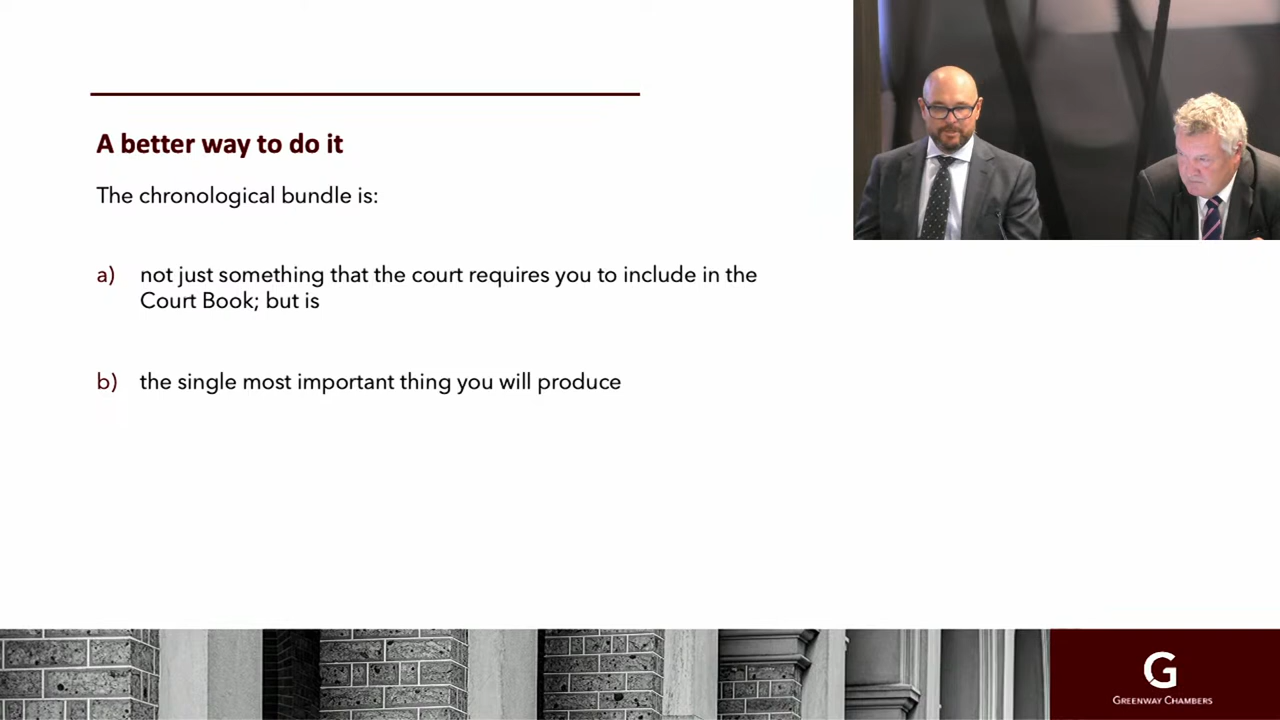 A better way to do it
The chronological bundle is:
a) not just something that the court requires you to include in the
Court Book; but is
b) the single most important thing you will produce
G
GREENWAY CHAMBERS